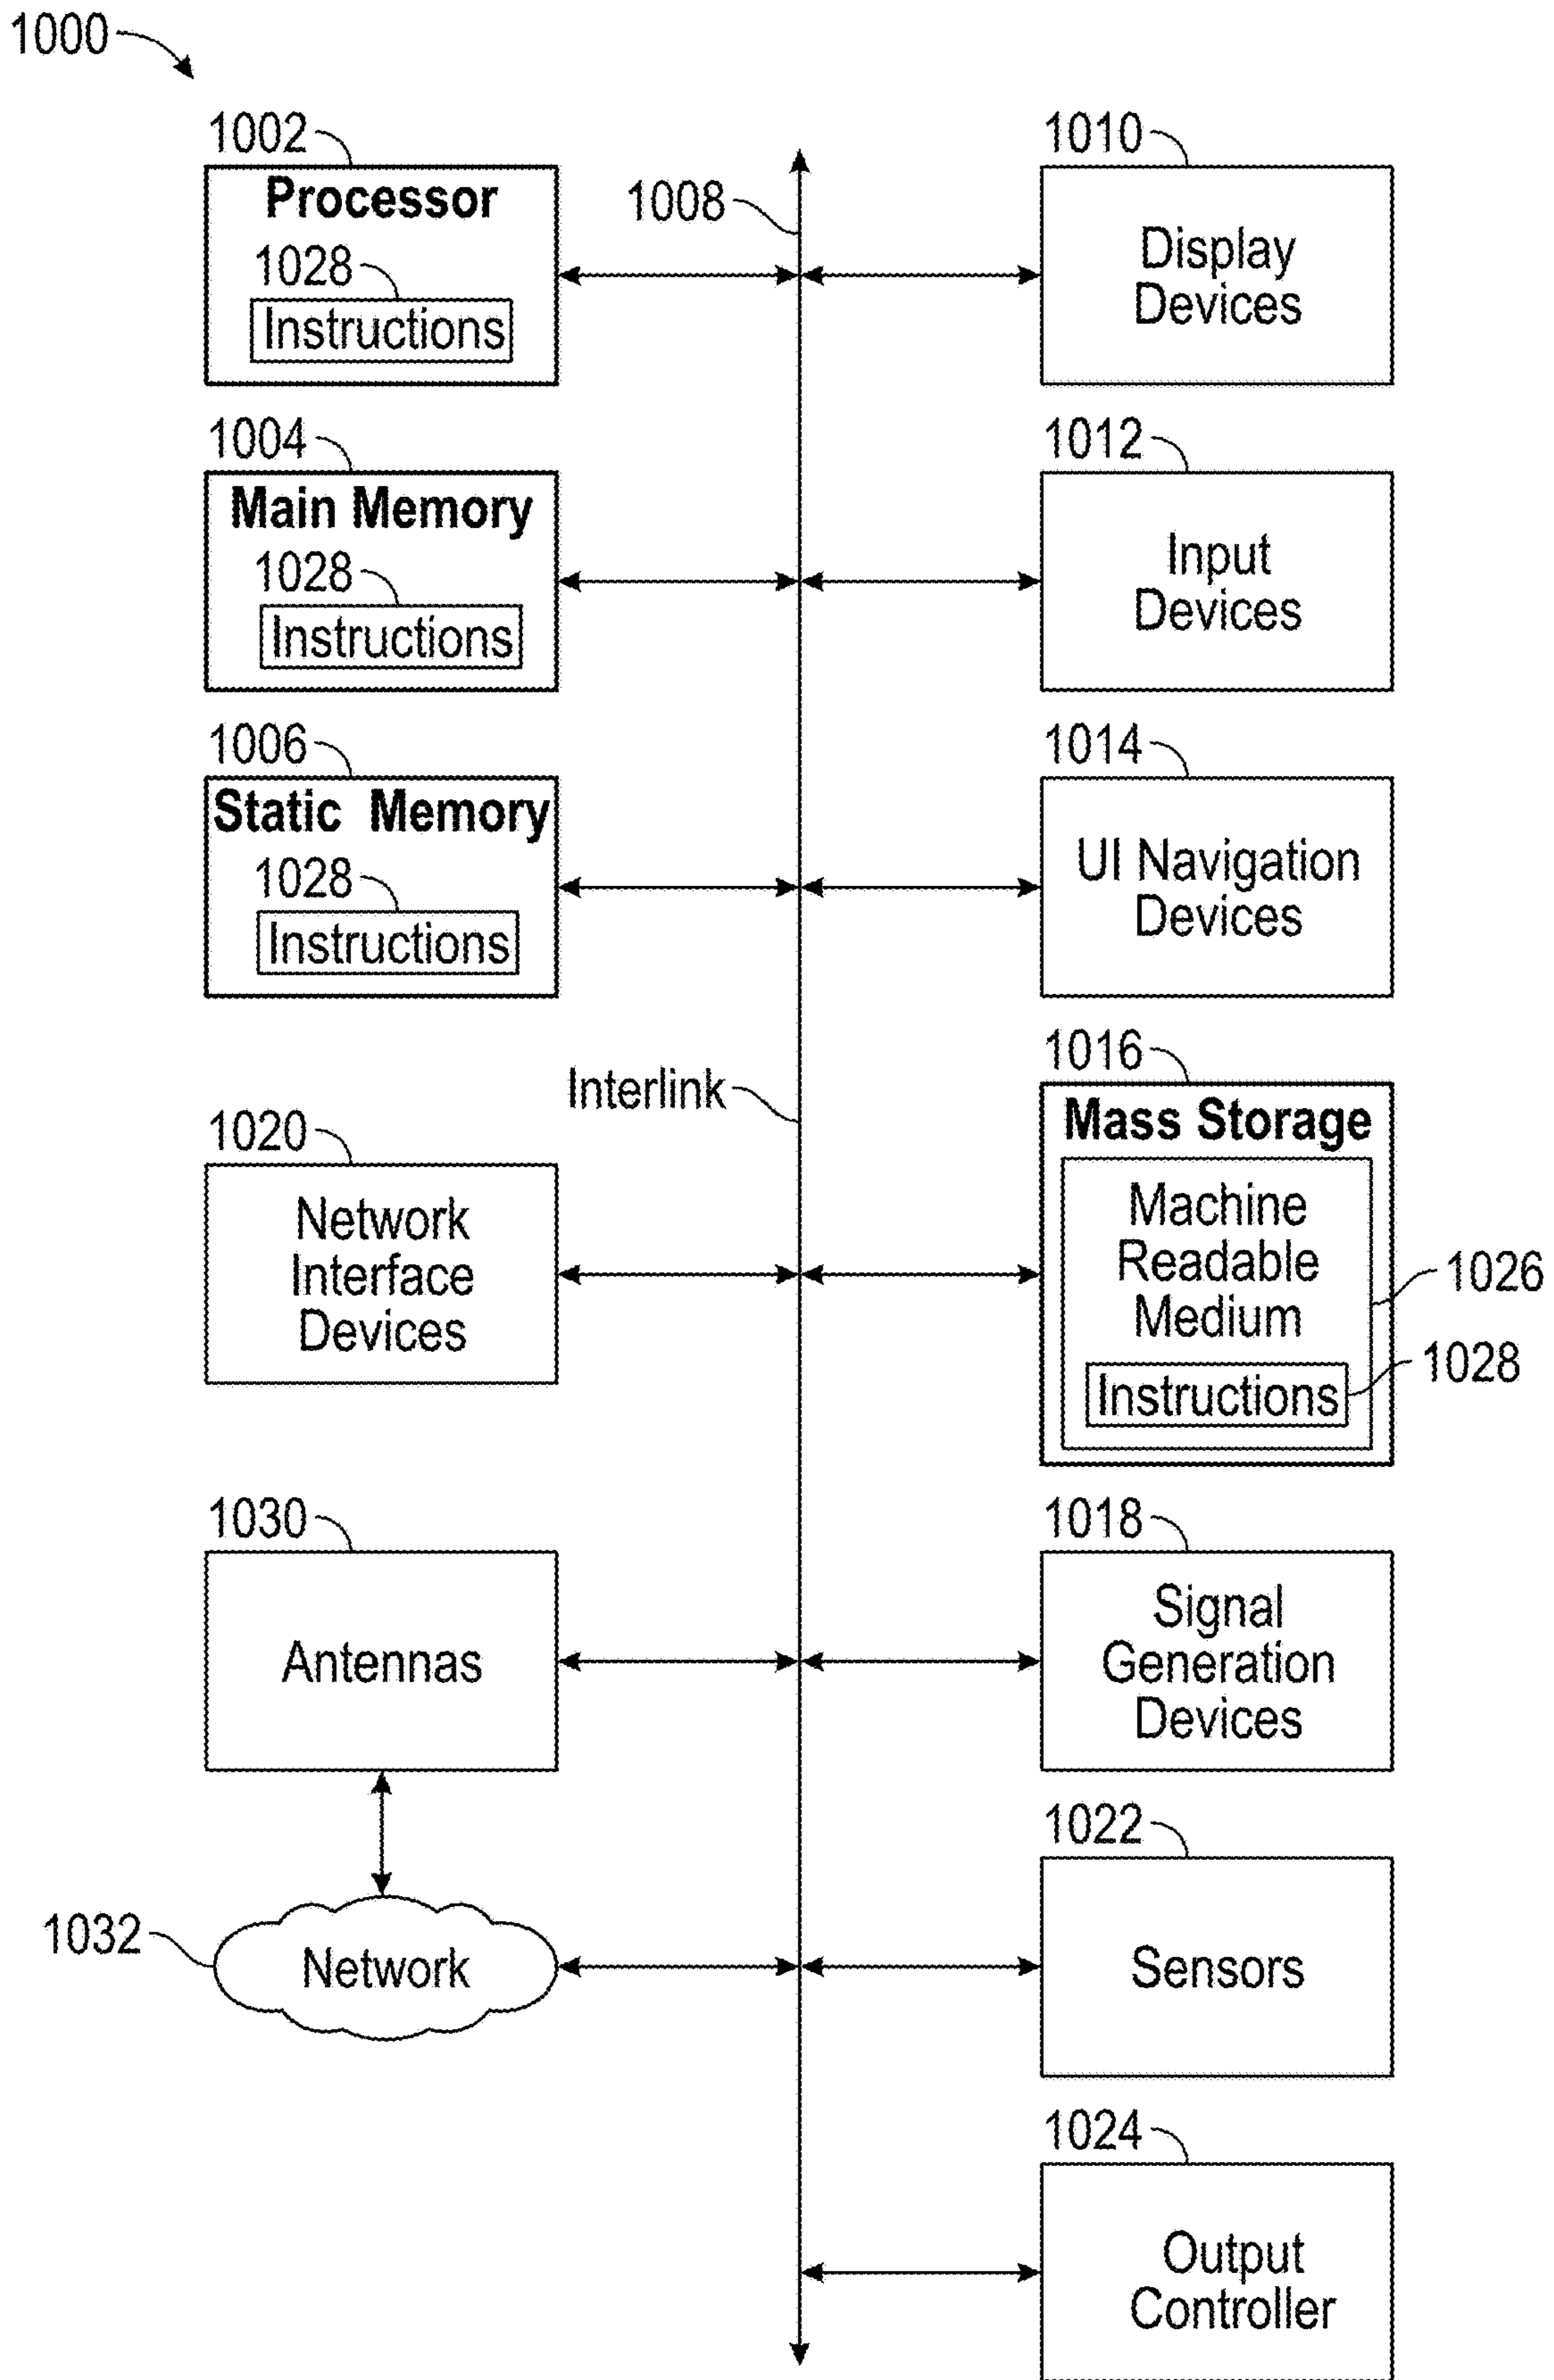 1000
1002
Processor
1028
Instructions
1008
1010
Display
Devices
1004
Main Memory
1028
Instructions
1012
Input
Devices
1006
Static Memory
1028
Instructions
1014
UI Navigation
Devices
Interlink
1016
Mass Storage
Machine
Readable
Medium
1026
Instructions
1028
1020
Network
Interface
Devices
1030
Antennas
1018
Signal
Generation
Devices
1032
Network
1022
Sensors
1024
Output
Controller